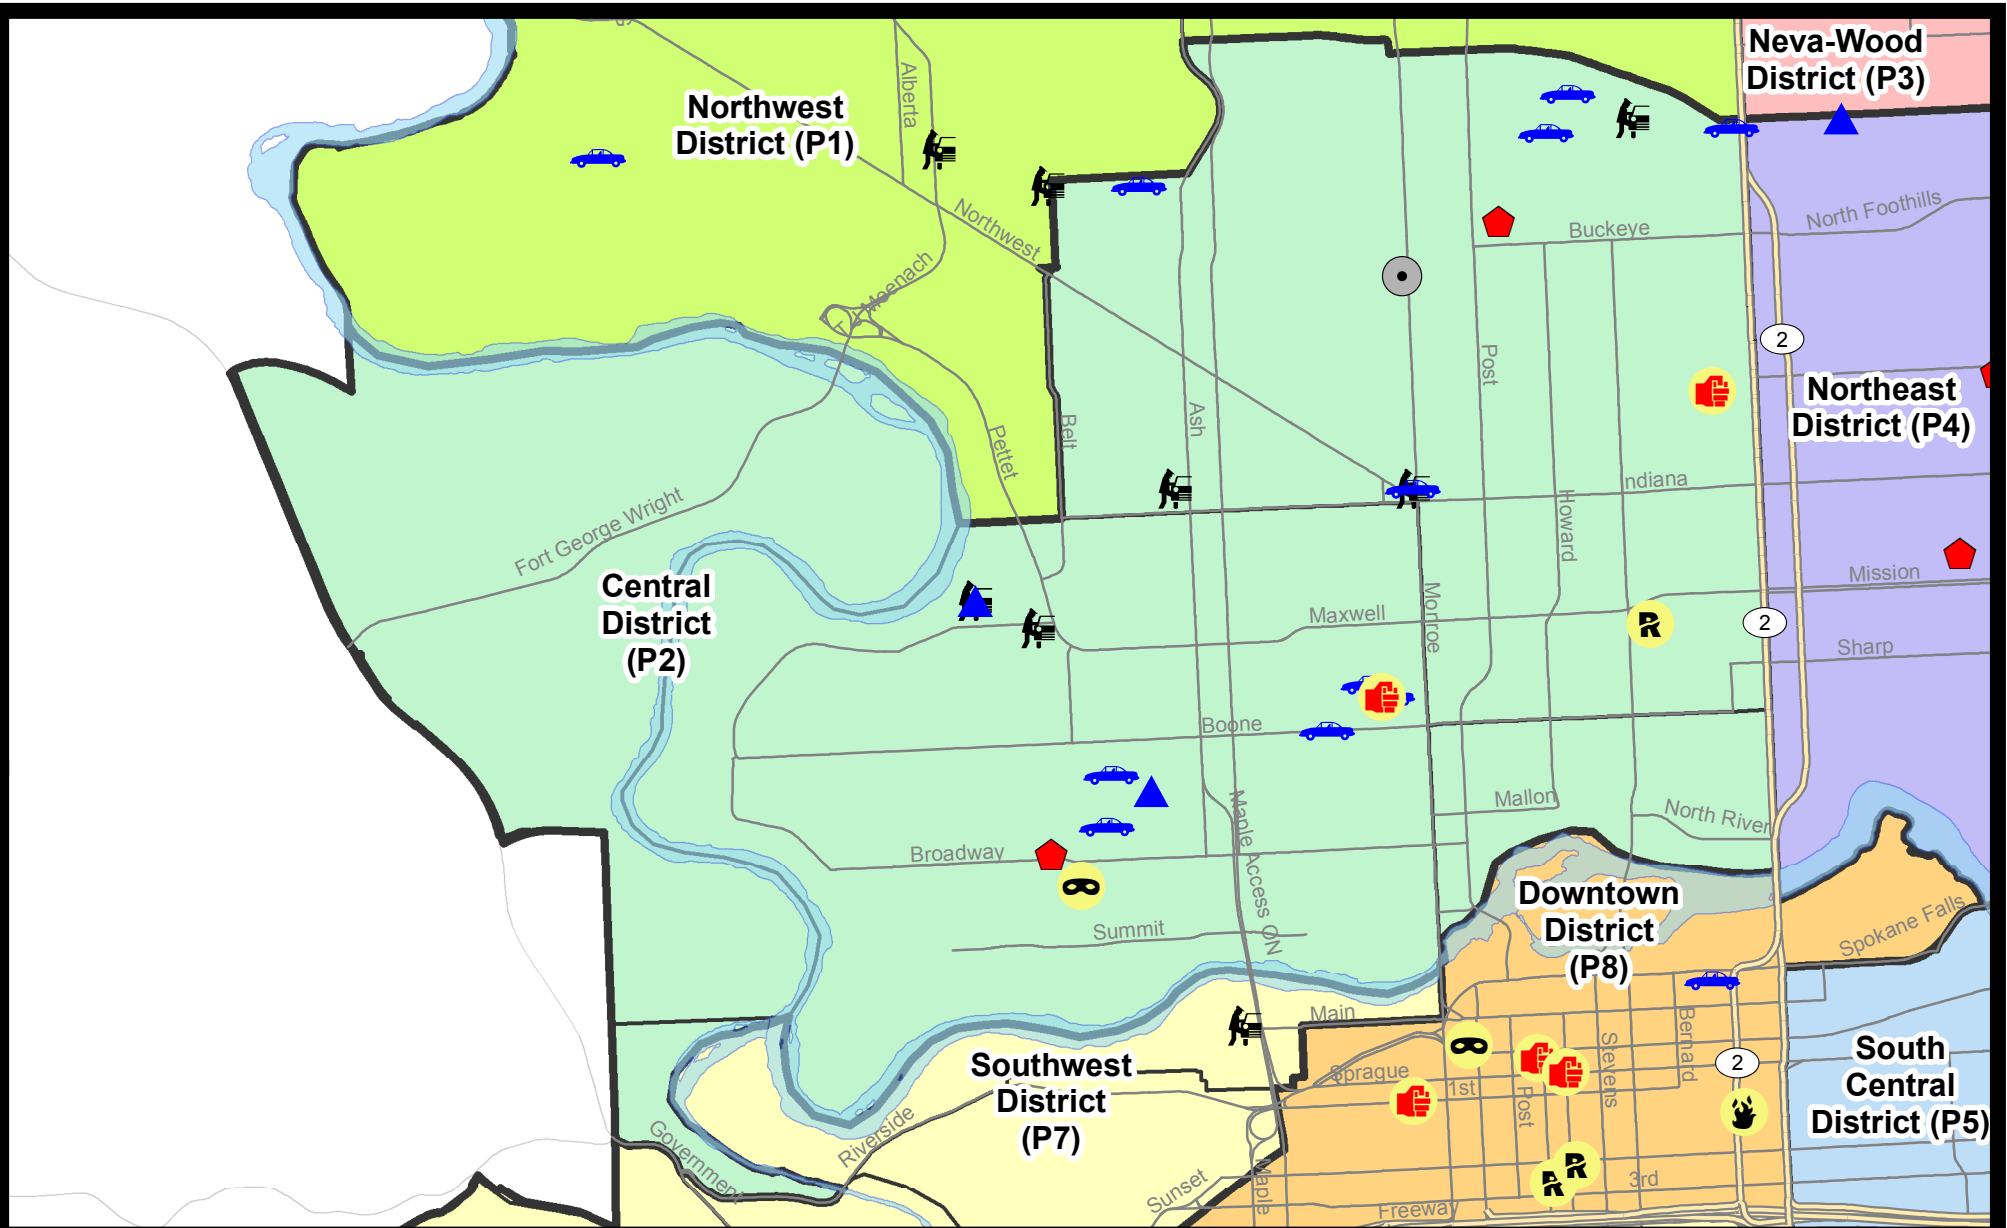 Neva-Wood
District (P3)
Northwest
District (P1)
Alberta
Northwest
North Foothills
Buckeye
Meenach
2
Post
Northeast
District (P4)
Ash
Belt
Pettet
ndiana
Howard
Fort George Wright
Central
District
(P2)
Mission
Maxwell
Monroe
2
Sharp
R
Boone
Mallon
North River
Maple Access ON
Broadway
Downtown
District
(P8)
Summit
Spokane Falls
Main
Bernard
Stevens
South
Central
District (P5)
2
Southwest
District
(P7)
Sprague
1st
Post
Riverside
Government
R
R
3rd
Sunset
Maple
Freeway